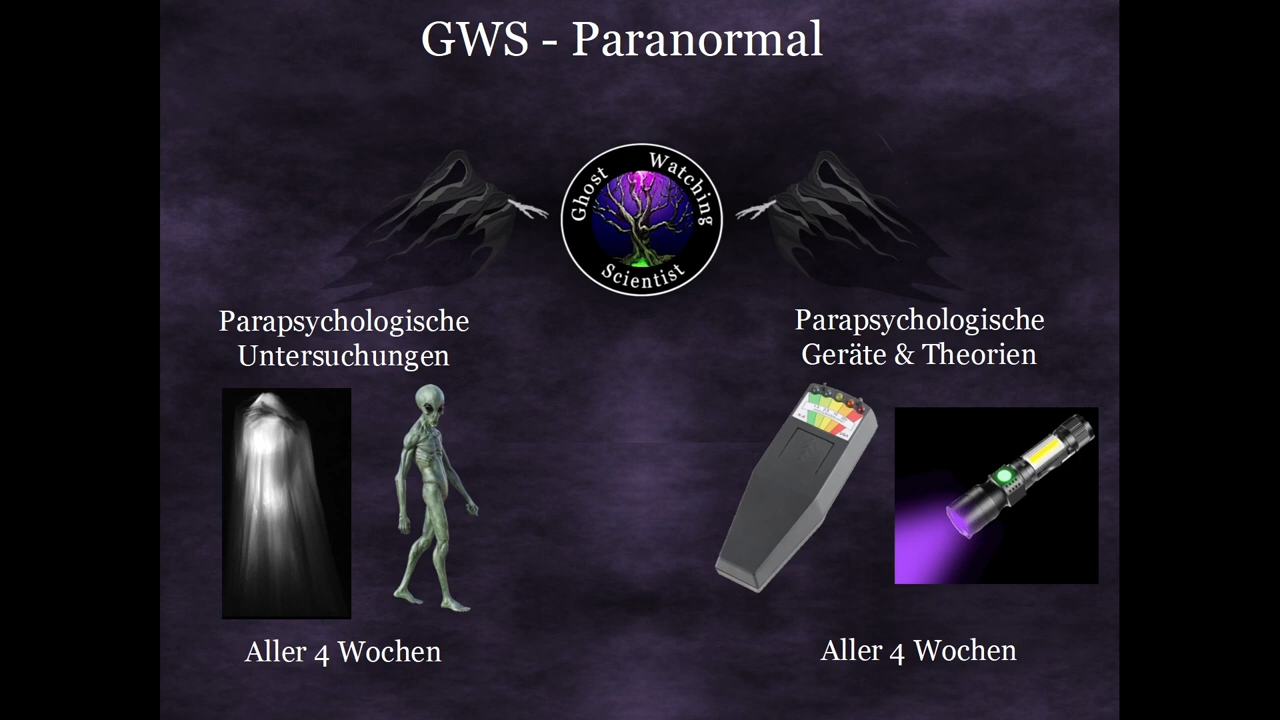 GWS - Paranormal
Ghost Watching
Scientist
Parapsychologische
Untersuchungen
Parapsychologische
Geräte & Theorien
Aller 4 Wochen
Aller 4 Wochen